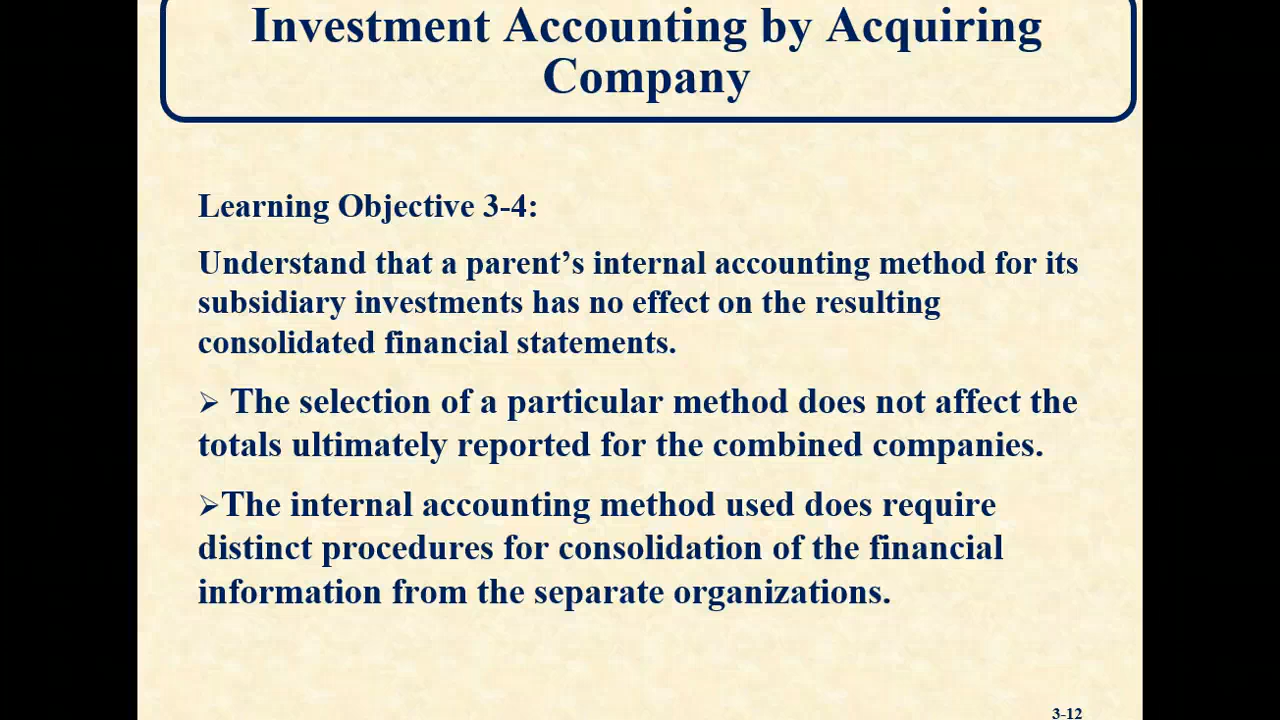 Investment Accounting by Acquiring
Company
Learning Objective 3-4:
Understand that a parent’s internal accounting method for its
subsidiary investments has no effect on the resulting
consolidated financial statements.
➢ The selection of a particular method does not affect the
totals ultimately reported for the combined companies.
➢The internal accounting method used does require
distinct procedures for consolidation of the financial
information from the separate organizations.
3-12